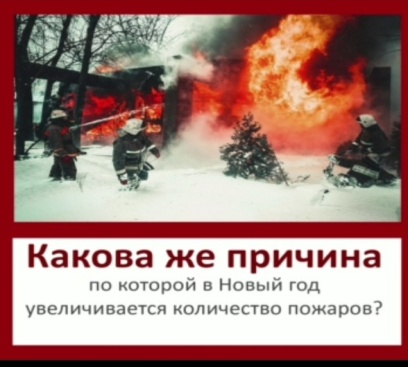 Какова же причина
по которой в Новый год
увеличивается количество пожаров?